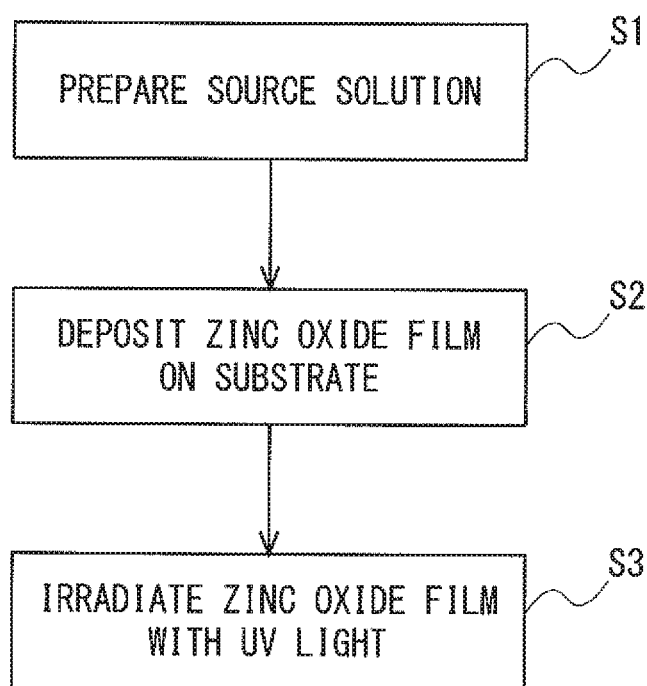 S1
PREPARE SOURCE SOLUTION
S2
DEPOSIT ZINC OXIDE FILM
ON SUBSTRATE
S3
IRRADIATE ZINC OXIDE FILM
WITH UV LIGHT